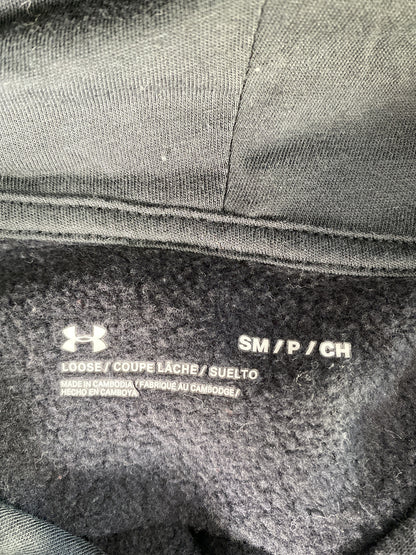 SM / P / CH
LOOSE / COUPE LÂCHE / SUELTO
MADE IN CAMBODIA / FABRIQUÉ AU CAMBODGE /
HECHO EN CAMBOYA